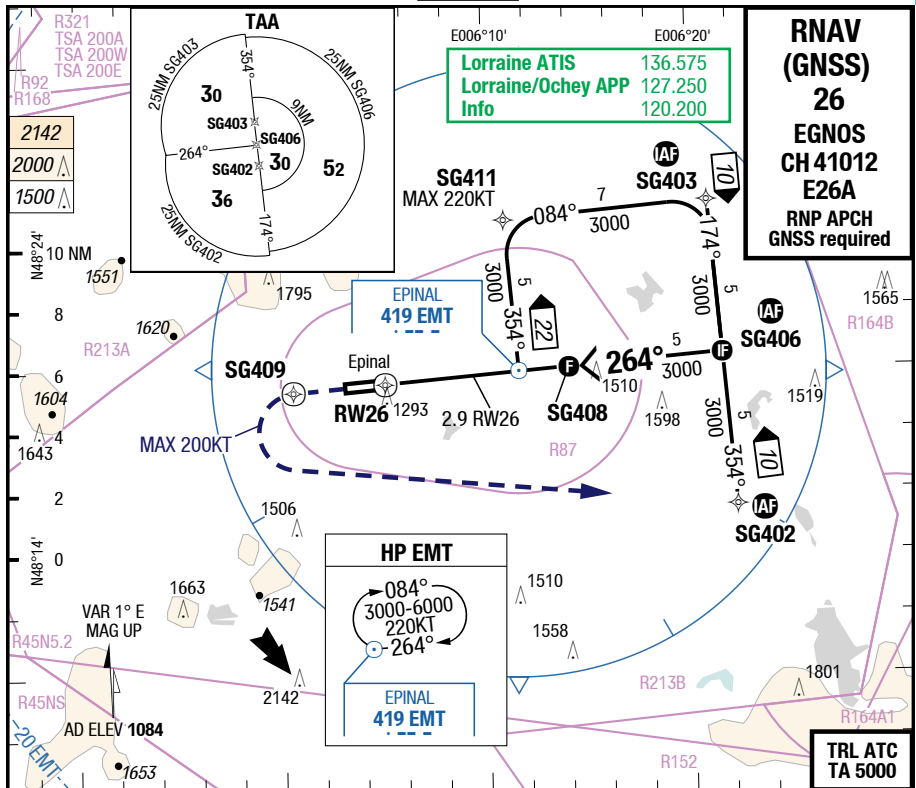 TAA
25NM SG403
25NM SG406
354°
30
9NM
SG403
SG406
264°
SG402
30
52
36
25NM SG402
174°
R321
TSA 200A
TSA 200W
TSA 200E
R92
R168
2142
2000
1500
E006°10'
E006°20'
Lorraine ATIS 136.575
Lorraine/Ochey APP 127.250
Info 120.200
RNAV
(GNSS)
26
EGNOS
CH 41012
E26A
RNP APCH
GNSS required
IAF
SG403
10
SG411
MAX 220KT
084°
7
3000
174°
5
3000
N48°24'
10 NM
8
6
4
2
0
N48°14'
1551
1795
1620
R213A
1604
1643
EPINAL
419 EMT
5
3000
354°
22
IAF
SG406
IF
1565
R164B
SG409
Epinal
RW26
1293
2.9 RW26
F
SG408
264°
5
3000
1510
1598
1519
MAX 200KT
R87
5
3000
354°
10
IAF
SG402
1506
1541
1663
VAR 1° E
MAG UP
HP EMT
084°
3000-6000
220KT
264°
EPINAL
419 EMT
1510
1558
2142
R45N5.2
R45NS
AD ELEV 1084
20 EMT
1653
R213B
1801
R164A1
R152
TRL ATC
TA 5000